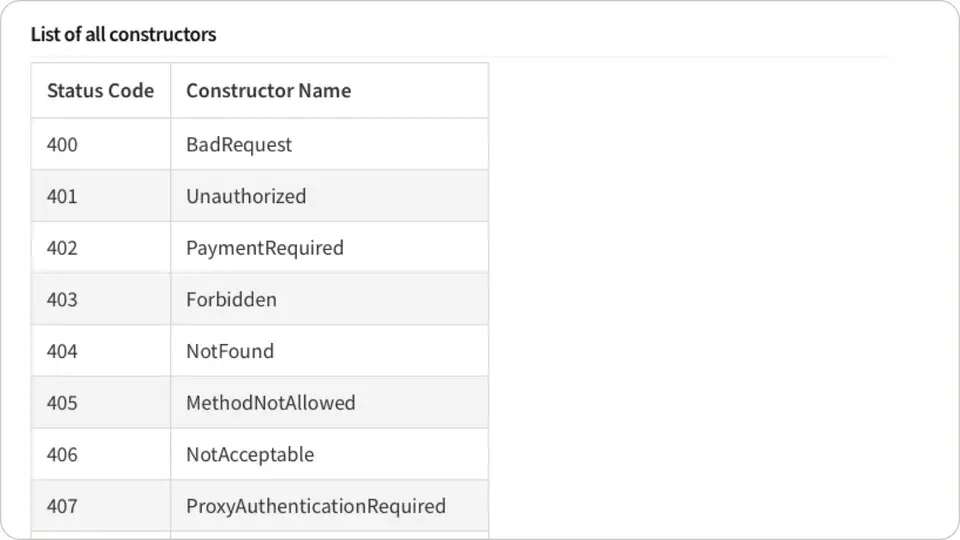 List of all constructors
Status Code Constructor Name
400 BadRequest
401 Unauthorized
402 PaymentRequired
403 Forbidden
404 NotFound
405 MethodNotAllowed
406 NotAcceptable
407 ProxyAuthenticationRequired